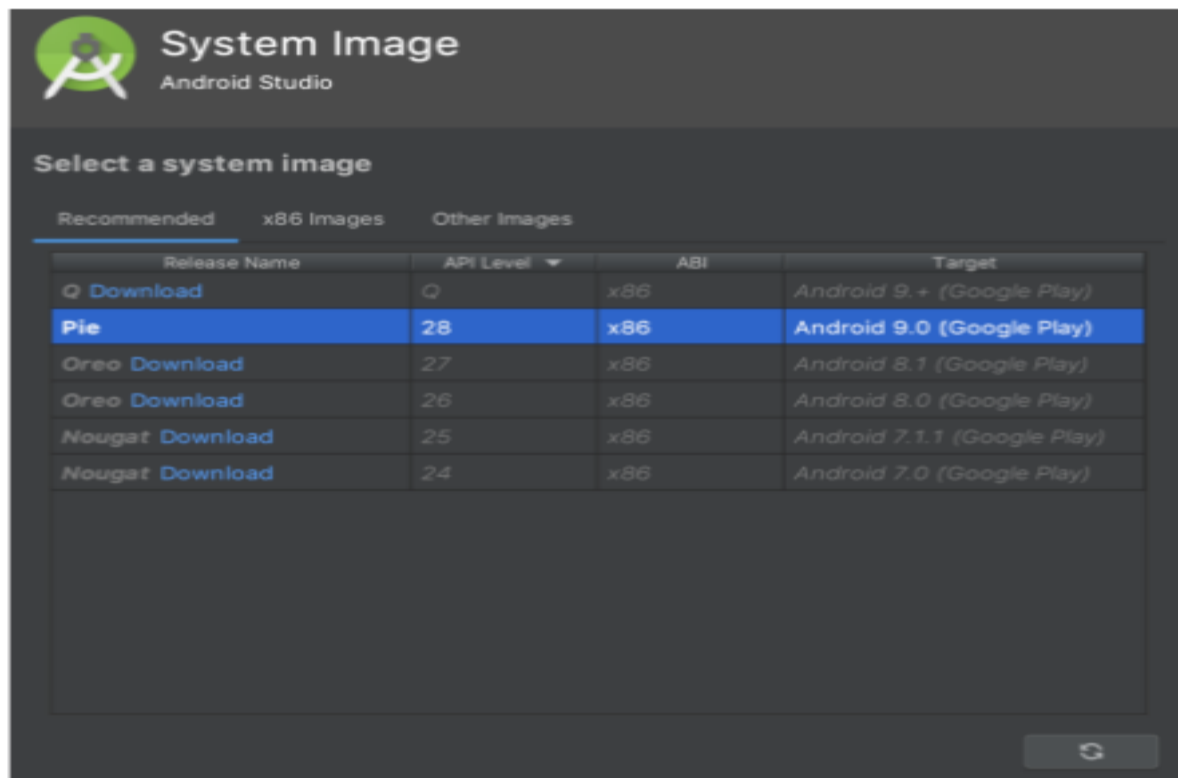 System Image
Android Studio
Select a system image
Recommended x86 Images Other Images
Release Name API Level ABI Target
Q Download Q x86 Android 9.+ (Google Play)
Pie 28 x86 Android 9.0 (Google Play)
Oreo Download 27 x86 Android 8.1 (Google Play)
Oreo Download 26 x86 Android 8.0 (Google Play)
Nougat Download 25 x86 Android 7.1.1 (Google Play)
Nougat Download 24 x86 Android 7.0 (Google Play)